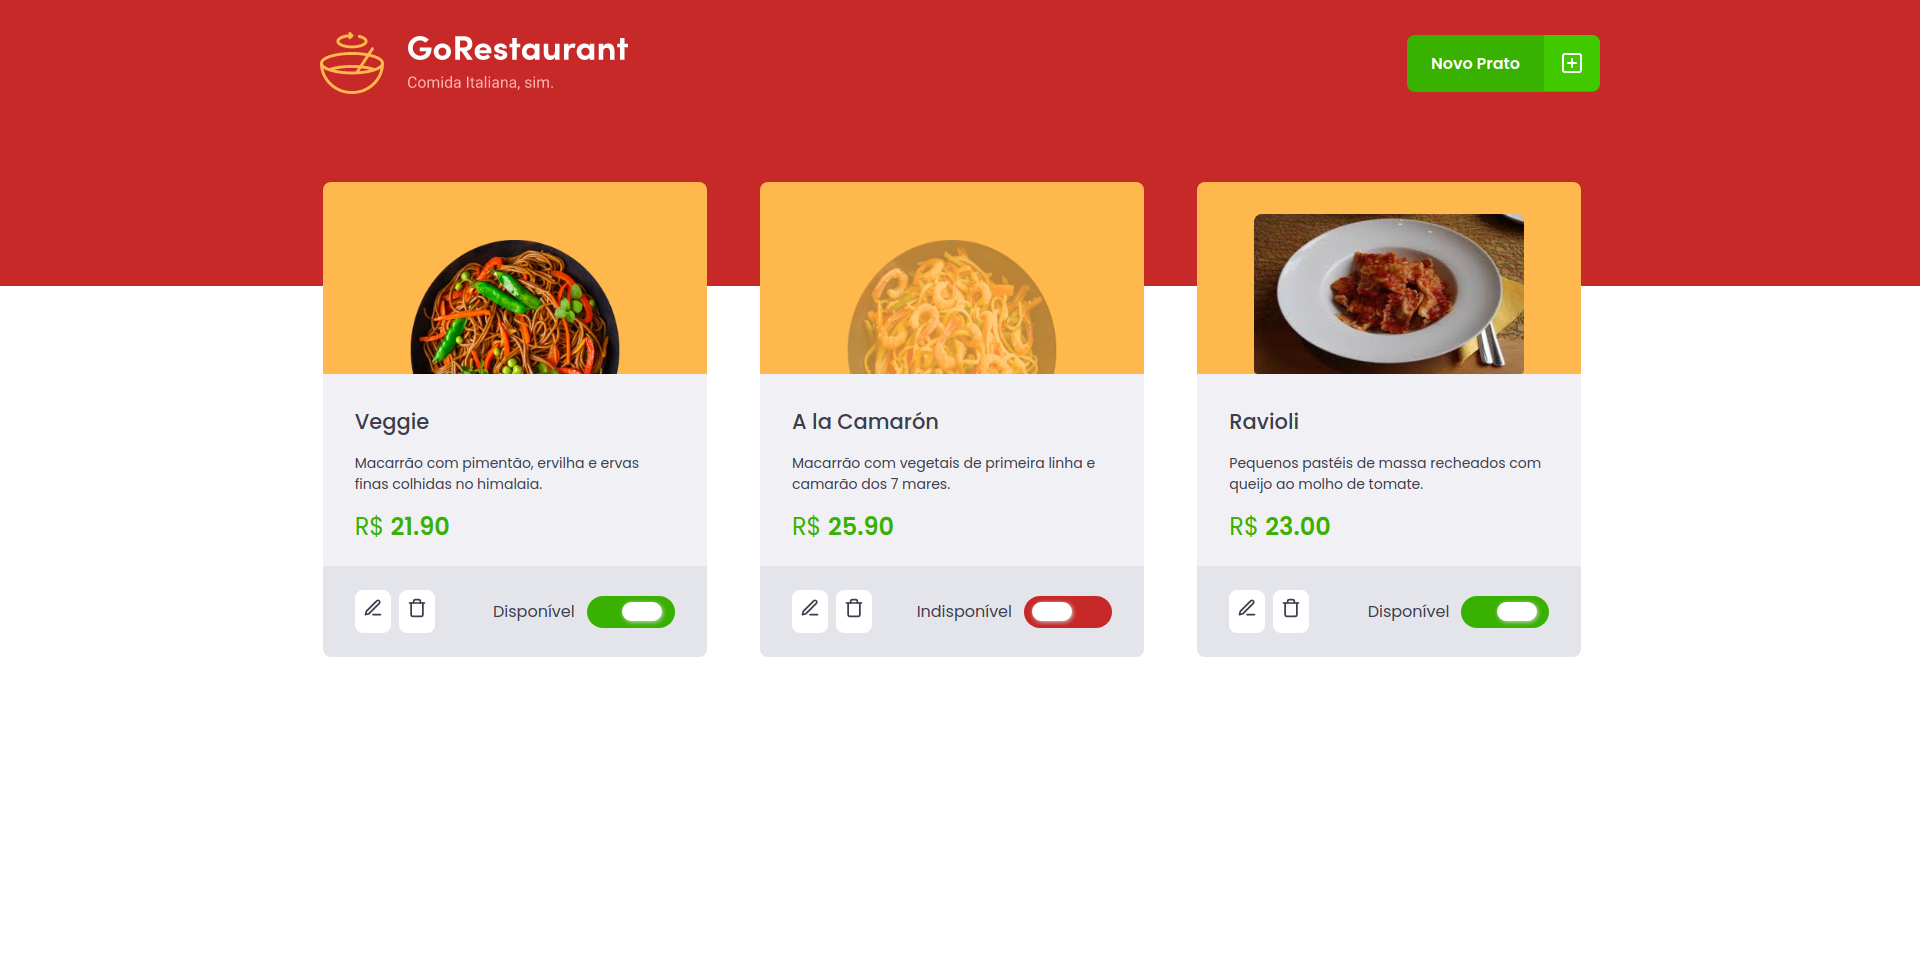 GoRestaurant
Comida Italiana, sim.
Novo Prato
Veggie
Macarrão com pimentão, ervilha e ervas
finas colhidas no himalaia.
R$ 21.90
Disponível
A la Camarón
Macarrão com vegetais de primeira linha e
camarão dos 7 mares.
R$ 25.90
Indisponível
Ravioli
Pequenos pastéis de massa recheados com
queijo ao molho de tomate.
R$ 23.00
Disponível